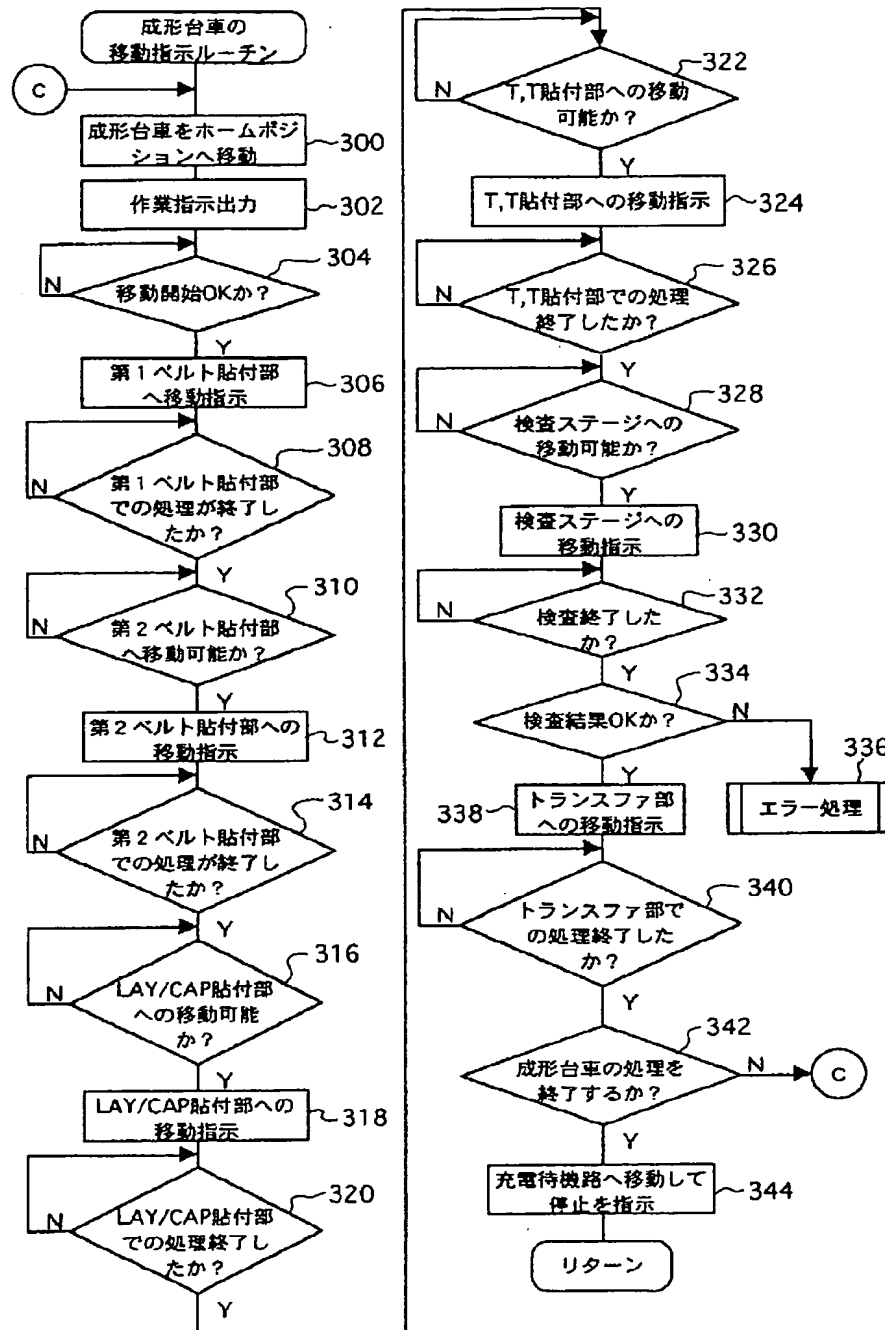 成形台車の
移動指示ルーチン
C
成形台車をホームポジ
ションへ移動
300
作業指示出力
302
304
N
移動開始OKか？
Y
第1ベルト貼付部
へ移動指示
306
308
N
第1ベルト貼付部
での処理が終了し
たか？
Y
310
N
第2ベルト貼付部
へ移動可能か？
Y
第2ベルト貼付部への
移動指示
312
314
N
第2ベルト貼付部
での処理が終了し
たか？
Y
316
N
LAY/CAP貼付部
への移動可能
か？
Y
LAY/CAP貼付部への
移動指示
318
320
N
LAY/CAP貼付部
での処理終了し
たか？
Y
322
N
T,T貼付部への移動
可能か？
Y
T,T貼付部への移動指示
324
326
N
T,T貼付部での処理
終了したか？
Y
328
N
検査ステージへの
移動可能か？
Y
検査ステージへの
移動指示
330
332
N
検査終了した
か？
Y
334
検査結果OKか？
N
336
エラー処理
Y
338
トランスファ部
への移動指示
340
N
トランスファ部で
の処理終了したか？
Y
342
成形台車の処理を
終了するか？
N
C
Y
充電待機路へ移動して
停止を指示
344
リターン